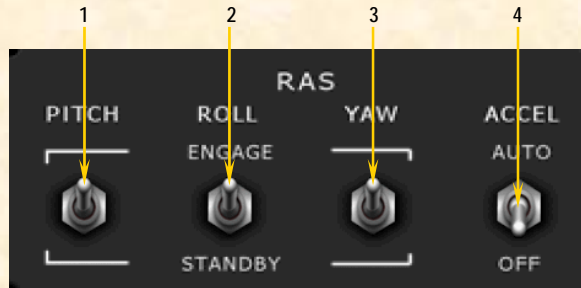 1 2 3 4
RAS
PITCH ROLL YAW ACCEL
ENGAGE AUTO
STANDBY OFF